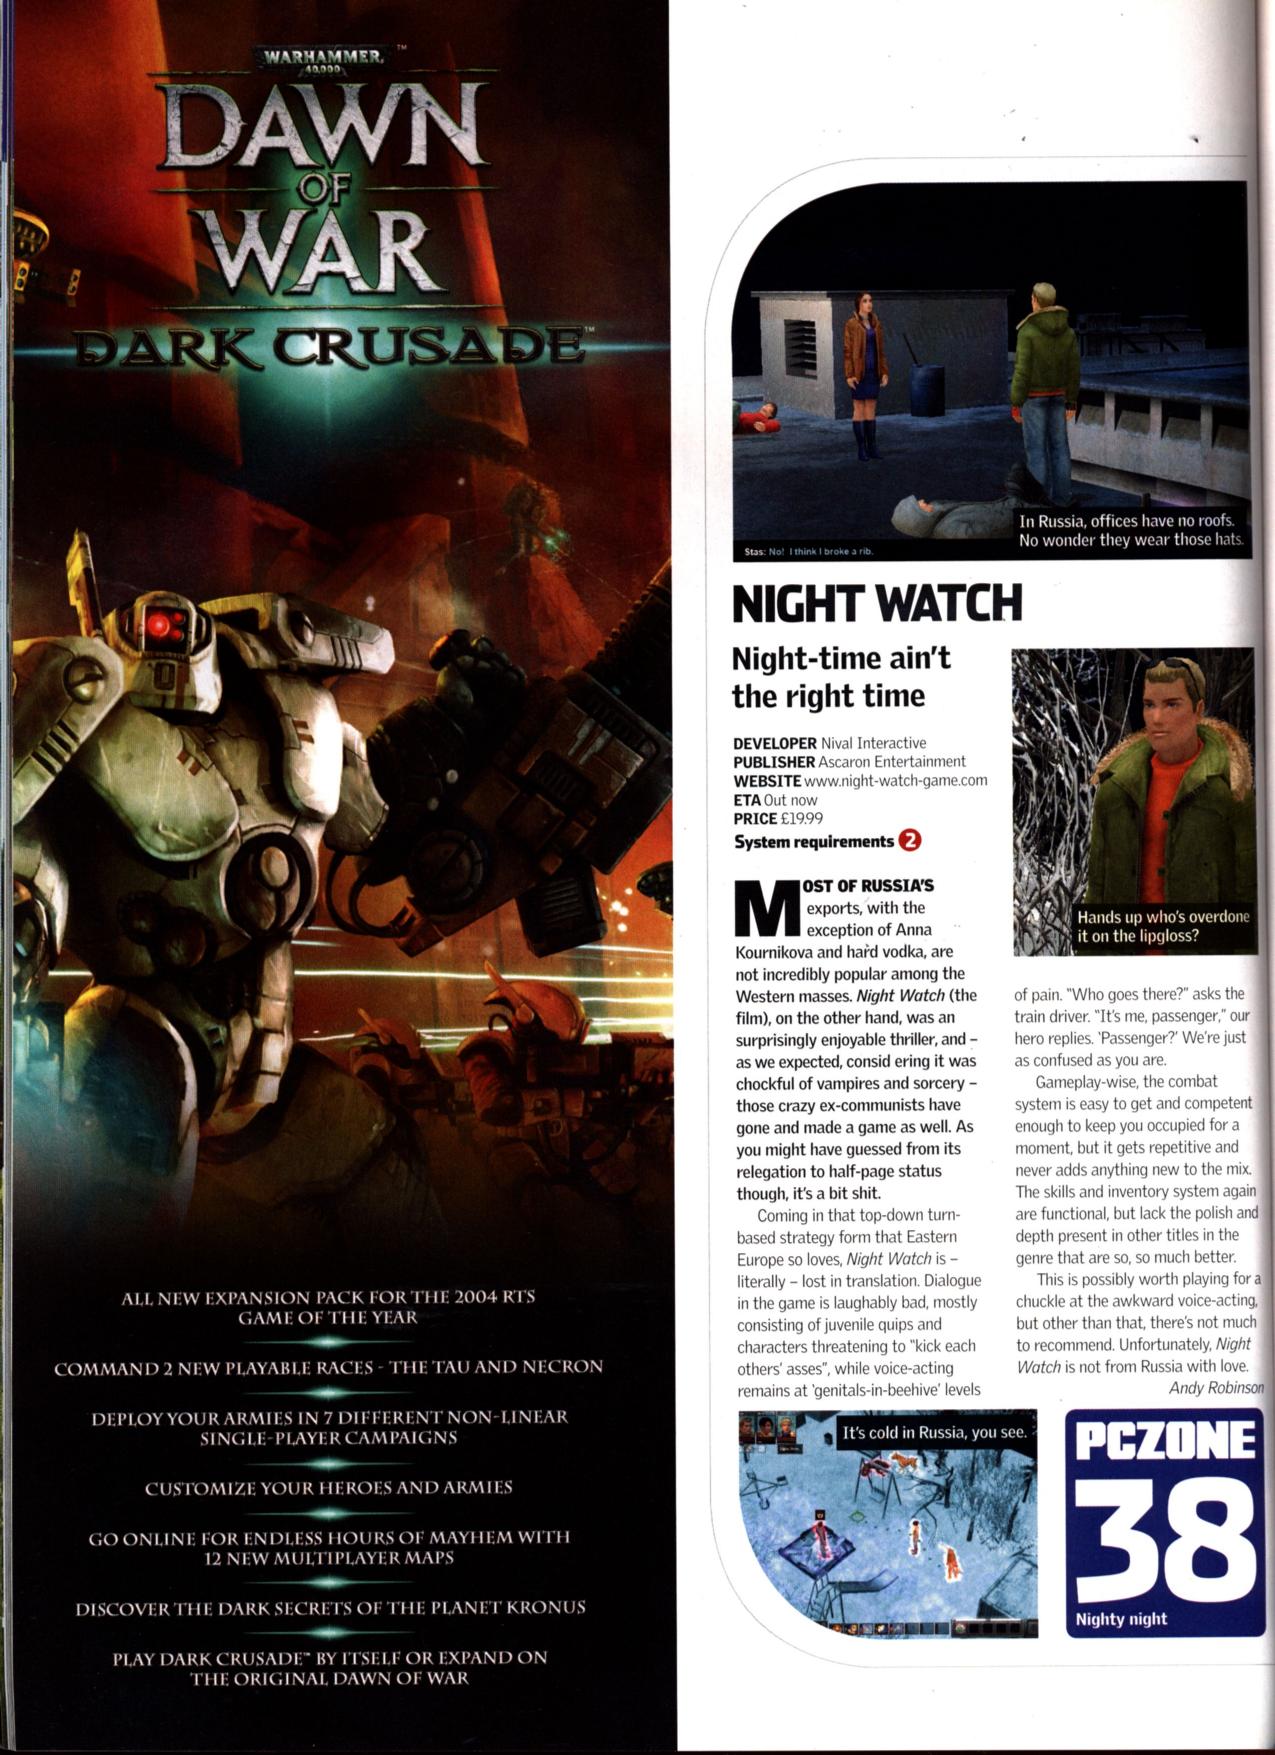 WARHAMMER™
40,000
DAWN
OF
WAR
DARK CRUSADE™
ALL NEW EXPANSION PACK FOR THE 2004 RTS
GAME OF THE YEAR
COMMAND 2 NEW PLAYABLE RACES - THE TAU AND NECRON
DEPLOY YOUR ARMIES IN 7 DIFFERENT NON-LINEAR
SINGLE-PLAYER CAMPAIGNS
CUSTOMIZE YOUR HEROES AND ARMIES
GO ONLINE FOR ENDLESS HOURS OF MAYHEM WITH
12 NEW MULTIPLAYER MAPS
DISCOVER THE DARK SECRETS OF THE PLANET KRONUS
PLAY DARK CRUSADE™ BY ITSELF OR EXPAND ON
THE ORIGINAL DAWN OF WAR
In Russia, offices have no roofs.
No wonder they wear those hats.
Stas: No! I think I broke a rib.
NIGHT WATCH
Night-time ain't
the right time
DEVELOPER Nival Interactive
PUBLISHER Ascaron Entertainment
WEBSITE www.night-watch-game.com
ETA Out now
PRICE £19.99
System requirements 2
MOST OF RUSSIA'S
exports, with the
exception of Anna
Kournikova and hard vodka, are
not incredibly popular among the
Western masses. Night Watch (the
film), on the other hand, was an
surprisingly enjoyable thriller, and –
as we expected, consid ering it was
chockful of vampires and sorcery –
those crazy ex-communists have
gone and made a game as well. As
you might have guessed from its
relegation to half-page status
though, it's a bit shit.
Coming in that top-down turn-
based strategy form that Eastern
Europe so loves, Night Watch is –
literally – lost in translation. Dialogue
in the game is laughably bad, mostly
consisting of juvenile quips and
characters threatening to "kick each
others' asses", while voice-acting
remains at 'genitals-in-beehive' levels
Hands up who's overdone
it on the lipgloss?
of pain. "Who goes there?" asks the
train driver. "It's me, passenger," our
hero replies. 'Passenger?' We're just
as confused as you are.
Gameplay-wise, the combat
system is easy to get and competent
enough to keep you occupied for a
moment, but it gets repetitive and
never adds anything new to the mix.
The skills and inventory system again
are functional, but lack the polish and
depth present in other titles in the
genre that are so, so much better.
This is possibly worth playing for a
chuckle at the awkward voice-acting,
but other than that, there's not much
to recommend. Unfortunately, Night
Watch is not from Russia with love.
Andy Robinson
It's cold in Russia, you see.
PCZONE
38
Nighty night